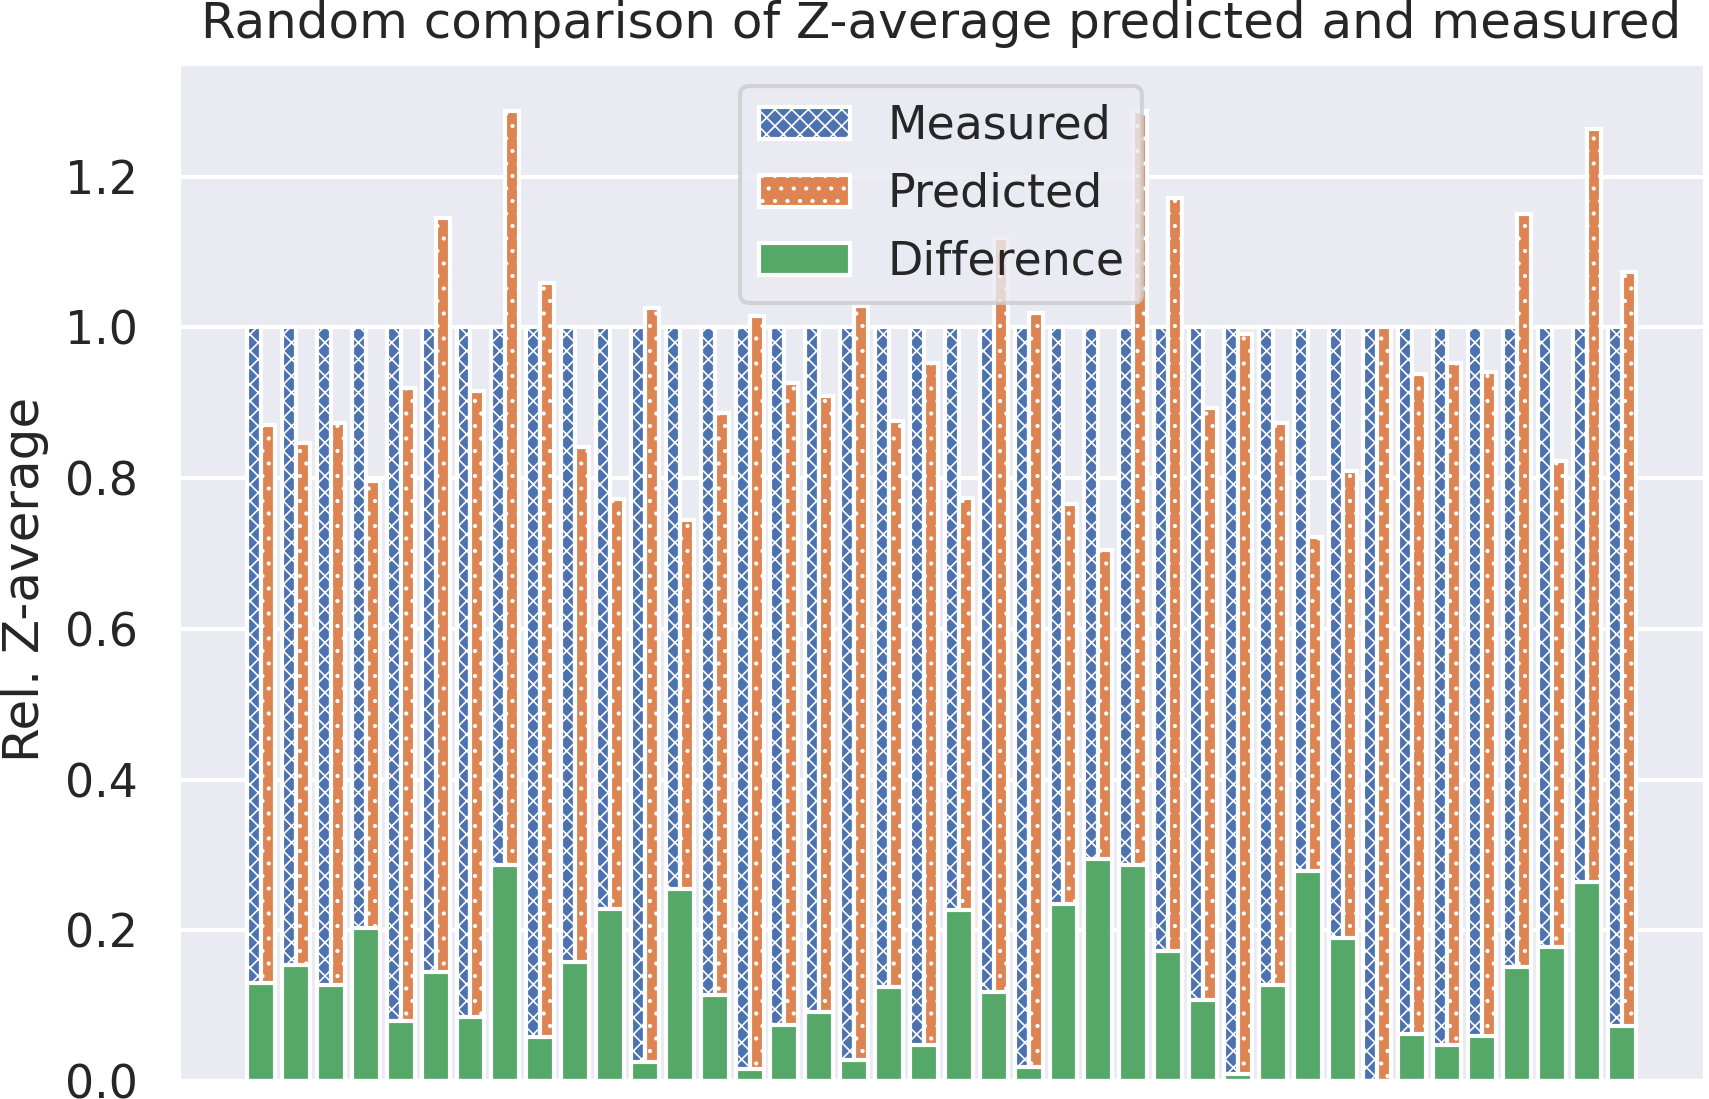 Random comparison of Z-average predicted and measured
Measured
Predicted
Difference
Rel. Z-average
1.2
1.0
0.8
0.6
0.4
0.2
0.0